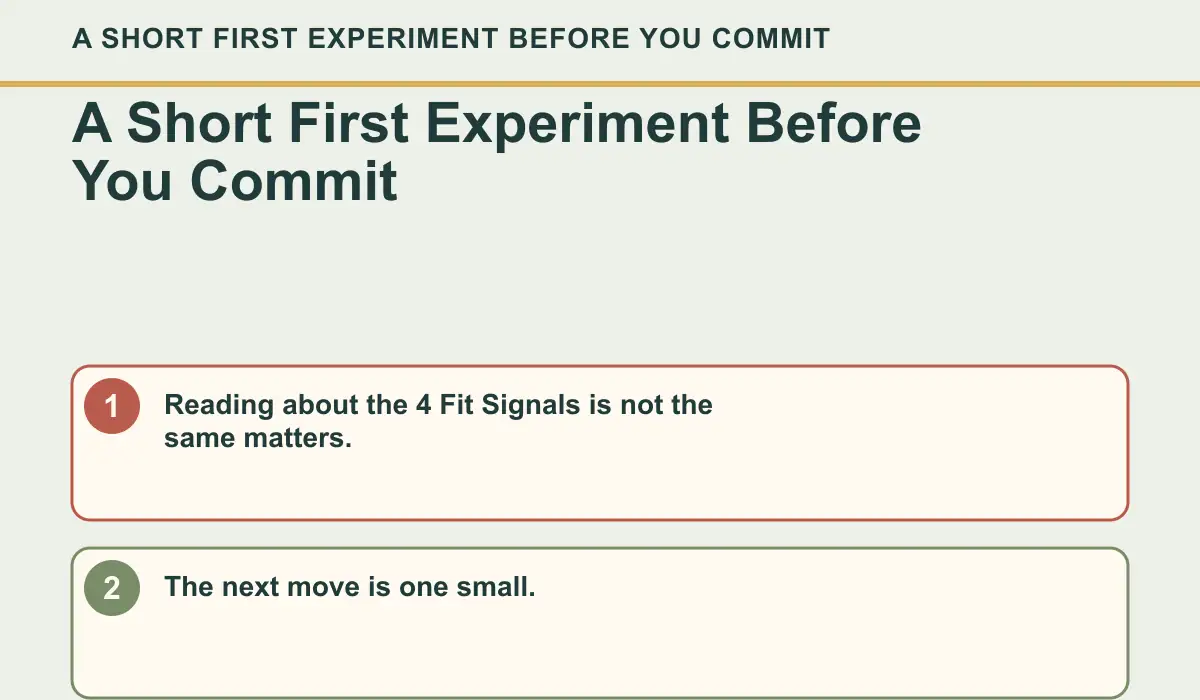 A SHORT FIRST EXPERIMENT BEFORE YOU COMMIT
A Short First Experiment Before
You Commit
1
Reading about the 4 Fit Signals is not the
same matters.
2
The next move is one small.